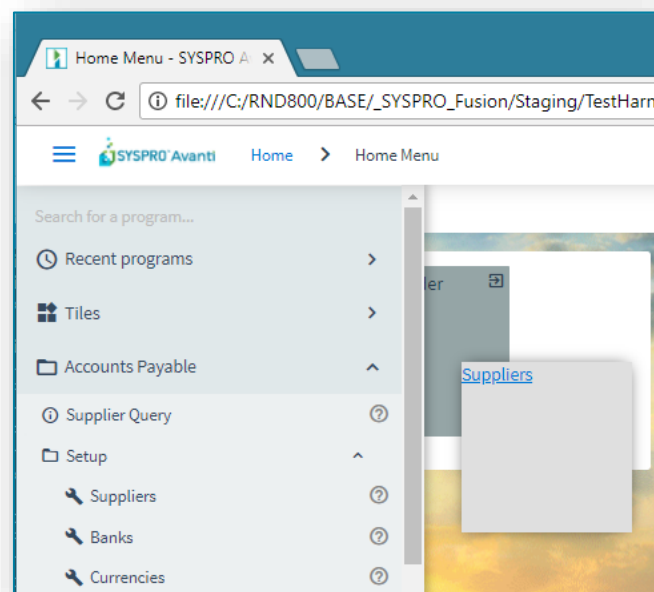 Home Menu - SYSPRO A
file:///C:/RND800/BASE/_SYSPRO_Fusion/Staging/TestHarn
SYSPRO Avanti Home > Home Menu
Search for a program...
Recent programs
Tiles
Accounts Payable
Supplier Query
Setup
Suppliers
Banks
Currencies
der
Suppliers